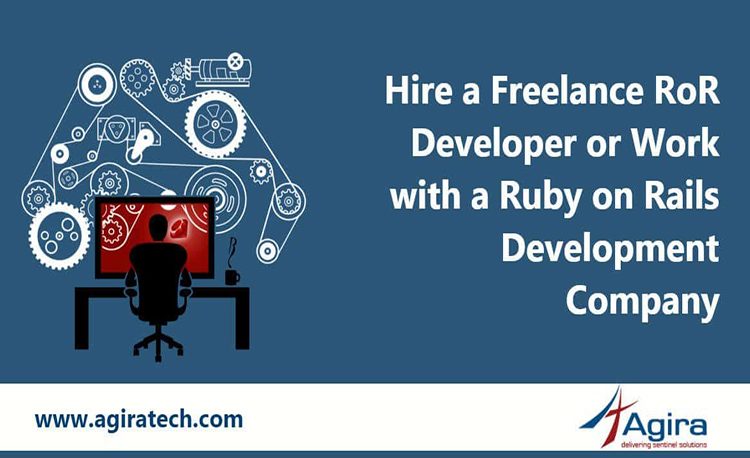 Hire a Freelance RoR
Developer or Work
with a Ruby on Rails
Development
Company
www.agiratech.com
Agira
delivering sentinel solutions